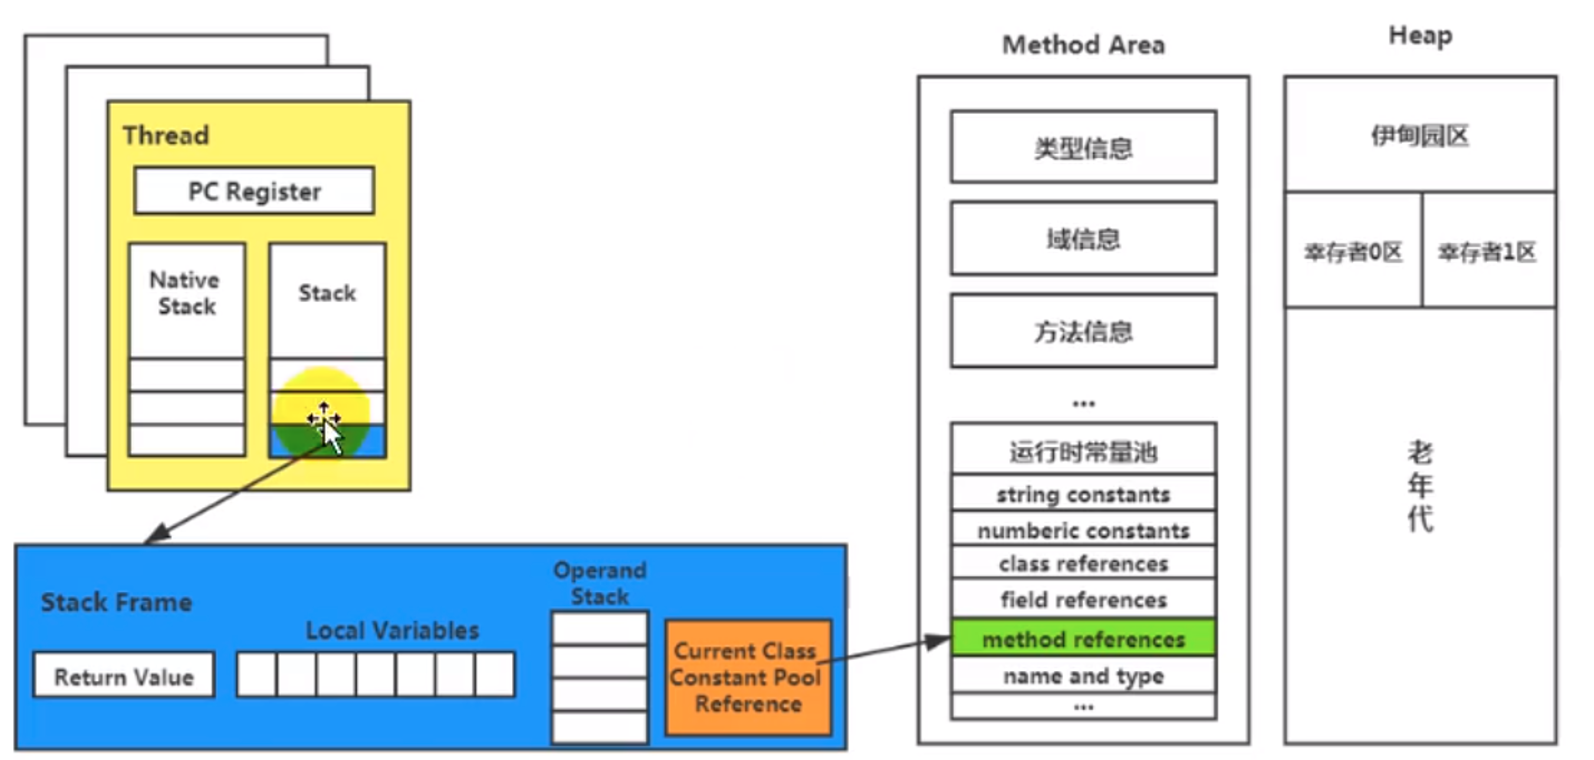 Thread
PC Register
Native
Stack
Stack
Stack Frame
Return Value
Local Variables
Operand
Stack
Current Class
Constant Pool
Reference
Method Area
类型信息
域信息
方法信息
...
运行时常量池
string constants
numberic constants
class references
field references
method references
name and type
...
Heap
伊甸园区
幸存者0区
幸存者1区
老
年
代